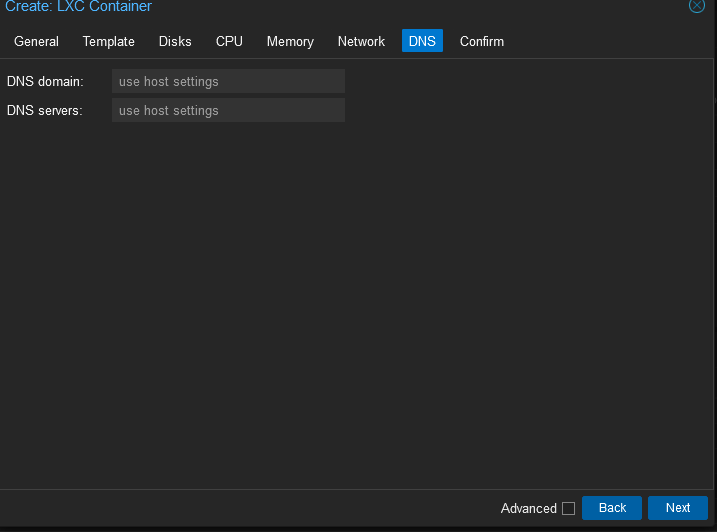 Create: LXC Container
General Template Disks CPU Memory Network DNS Confirm
DNS domain: use host settings
DNS servers: use host settings
Advanced Back Next